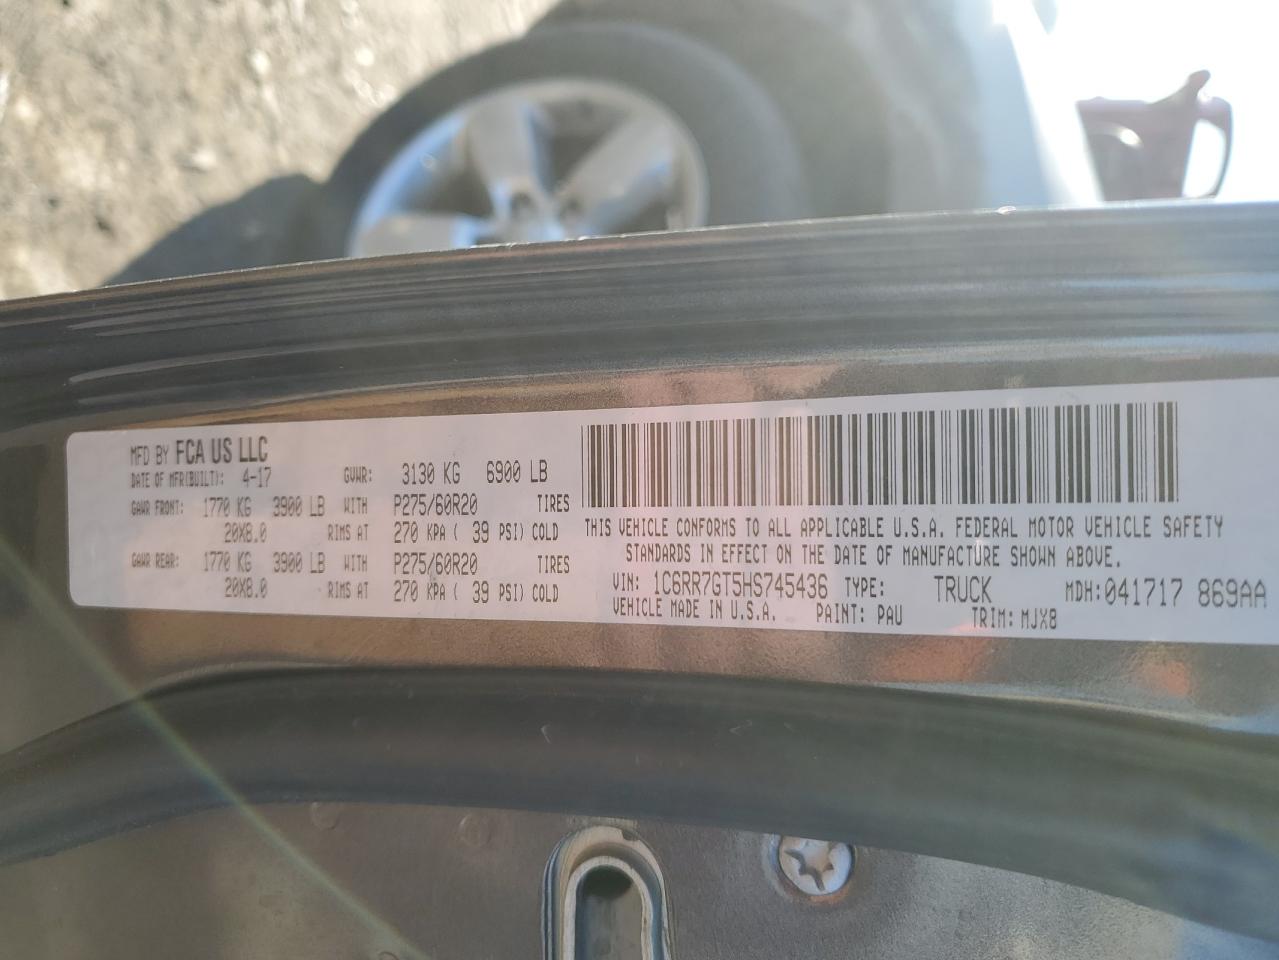 MFD BY FCA US LLC
DATE OF MFR(BUILT): 4-17 GVWR: 3130 KG 6900 LB
GAWR FRONT: 1770 KG 3900 LB WITH P275/60R20 TIRES
20X8.0 RIMS AT 270 KPA ( 39 PSI) COLD
GAWR REAR: 1770 KG 3900 LB WITH P275/60R20 TIRES
20X8.0 RIMS AT 270 KPA ( 39 PSI) COLD
THIS VEHICLE CONFORMS TO ALL APPLICABLE U.S.A. FEDERAL MOTOR VEHICLE SAFETY
STANDARDS IN EFFECT ON THE DATE OF MANUFACTURE SHOWN ABOVE.
VIN: 1C6RR7GT5HS745436 TYPE: TRUCK MDH: 041717 869AA
VEHICLE MADE IN U.S.A. PAINT: PAU TRIM: MJX8